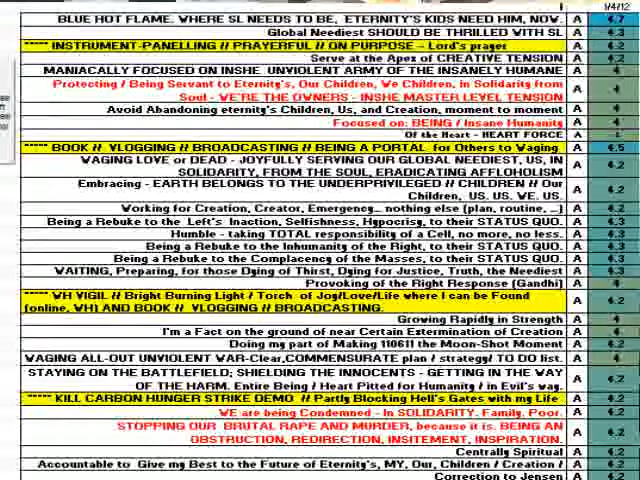 1/4/12
BLUE HOT FLAME. WHERE SL NEEDS TO BE, ETERNITY'S KIDS NEED HIM, NOW. A 4.7
Global Neediest SHOULD BE THRILLED WITH SL A 4.3
----- INSTRUMENT-PANELLING // PRAYERFUL // ON PURPOSE - Lord's prayer A 4.2
Serve at the Apex of CREATIVE TENSION A 4.2
MANIACALLY FOCUSED ON INSHE UNVIOLENT ARMY OF THE INSANELY HUMANE A 4
Protecting / Being Servant to Eternity's, Our Children, We Children, in Solidarity from
Soul - WE'RE THE OWNERS - INSHE MASTER LEVEL TENSION A 4
Avoid Abandoning eternity's Children, Us, and Creation, moment to moment A 4
Focused on: BEING / Insane Humanity A 4
Of the Heart - HEART FORCE A 4
----- BOOK // VLOGGING // BROADCASTING // BEING A PORTAL for Others to Waging A 4.5
WAGING LOVE or DEAD - JOYFULLY SERVING OUR GLOBAL NEEDIEST, US, IN
SOLIDARITY, FROM THE SOUL, ERADICATING AFFLOHOLISM A 4.2
Embracing - EARTH BELONGS TO THE UNDERPRIVILEGED // CHILDREN // Our
Children, US. US. WE. US. A 4.2
Working for Creation, Creator, Emergency... nothing else (plan, routine, ...) A 4.2
Being a Rebuke to the Left's Inaction, Selfishness, Hypocrisy, to their STATUS QUO. A 4.3
Humble - taking TOTAL responsibility of a Cell, no more, no less. A 4.3
Being a Rebuke to the Inhumanity of the Right, to their STATUS QUO. A 4.3
Being a Rebuke to the Complacency of the Masses, to their STATUS QUO. A 4.3
WAITING, Preparing, for those Dying of Thirst, Dying for Justice, Truth, the Neediest A 4.3
Provoking of the Right Response (Gandhi) A 4
----- WH VIGIL // Bright Burning Light / Torch of Joy/Love/Life where I can be Found
(online, WH) AND BOOK // VLOGGING // BROADCASTING. A 4.2
Growing Rapidly in Strength A 4
I'm a Fact on the ground of near Certain Extermination of Creation A 4
Doing my part of Making 110611 the Moon-Shot Moment A 4.2
WAGING ALL-OUT UNVIOLENT WAR-Clear,COMMENSURATE plan / strategy/ TO DO list. A 4
STAYING ON THE BATTLEFIELD; SHIELDING THE INNOCENTS - GETTING IN THE WAY
OF THE HARM. Entire Being / Heart Pitted for Humanity / in Evil's way. A 4.2
----- KILL CARBON HUNGER STRIKE DEMO // Partly Blocking Hell's Gates with my Life A 4.2
WE are being Condemned - In SOLIDARITY. Family, Poor. A 4.2
STOPPING OUR BRUTAL RAPE AND MURDER, because it is. BEING AN
OBSTRUCTION, REDIRECTION, INSITEMENT, INSPIRATION. A 4.2
Centrally Spiritual A 4.2
Accountable to Give my Best to the Future of Eternity's, MY, Our, Children / Creation / A 4.2
Correction to Jensen A 4.2